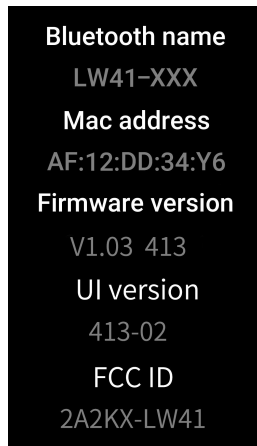 Bluetooth name
LW41-XXX
Mac address
AF:12:DD:34:Y6
Firmware version
V1.03 413
UI version
413-02
FCC ID
2A2KX-LW41